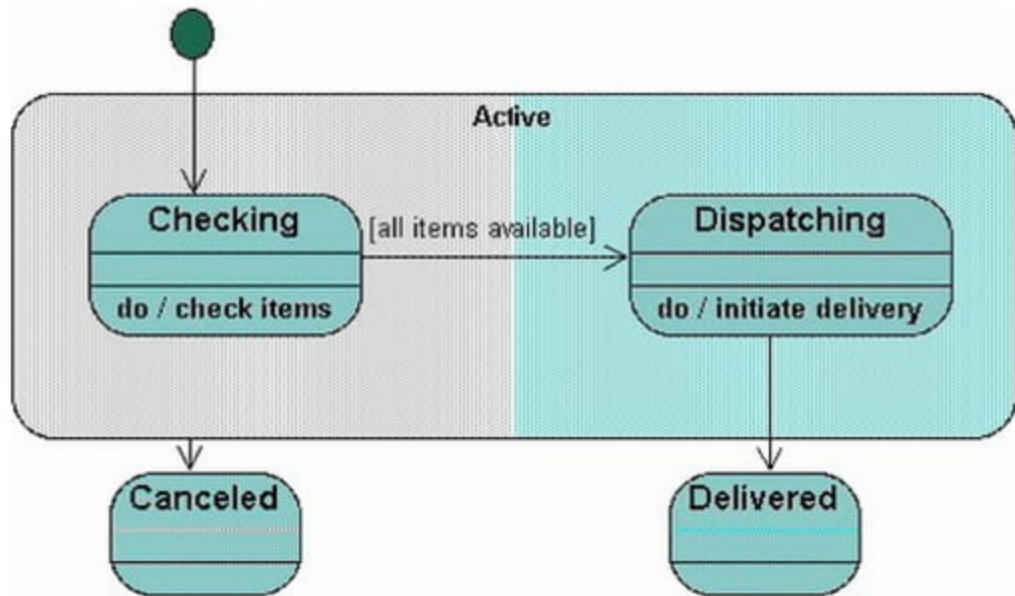 Active
Checking
do / check items
[all items available]
Dispatching
do / initiate delivery
Canceled
Delivered